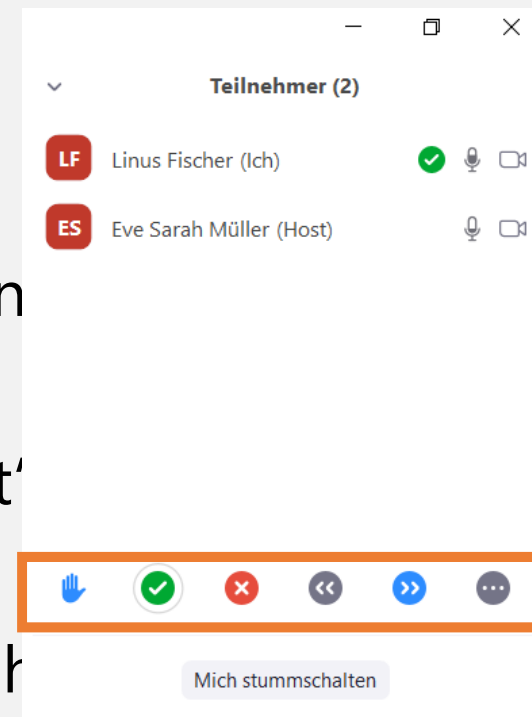 Teilnehmer (2)
LF Linus Fischer (Ich)
ES Eve Sarah Müller (Host)
n
t‘
Mich stummschalten